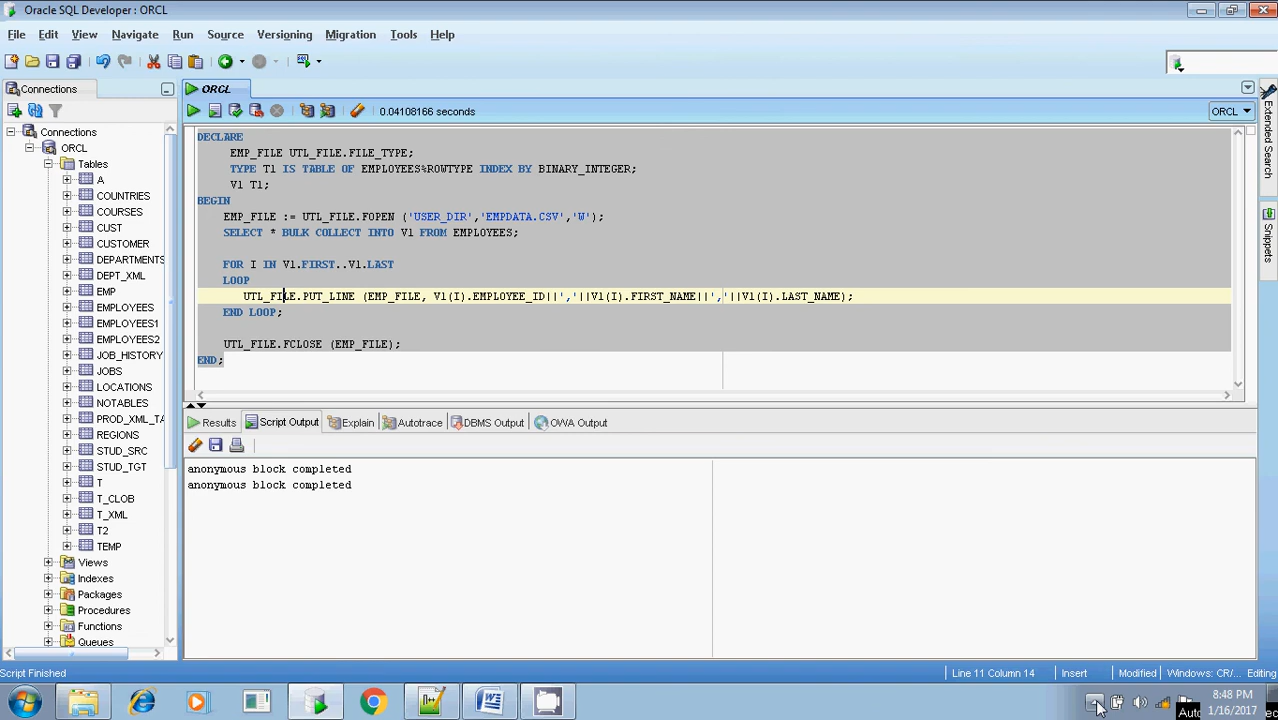 Oracle SQL Developer: ORCL
File Edit View Navigate Run Source Versioning Migration Tools Help
Connections
ORCL
0.04108166 seconds
ORCL
Connections
ORCL
Tables
A
COUNTRIES
COURSES
CUST
CUSTOMER
DEPARTMENTS
DEPT_XML
EMP
EMPLOYEES
EMPLOYEES1
EMPLOYEES2
JOB_HISTORY
JOBS
LOCATIONS
NOTABLES
PROD_XML_TA
REGIONS
STUD_SRC
STUD_TGT
T
T_CLOB
T_XML
T2
TEMP
Views
Indexes
Packages
Procedures
Functions
Queues
DECLARE
EMP_FILE UTL_FILE.FILE_TYPE;
TYPE T1 IS TABLE OF EMPLOYEES%ROWTYPE INDEX BY BINARY_INTEGER;
V1 T1;
BEGIN
EMP_FILE := UTL_FILE.FOPEN ('USER_DIR','EMPDATA.CSV','W');
SELECT * BULK COLLECT INTO V1 FROM EMPLOYEES;
FOR I IN V1.FIRST..V1.LAST
LOOP
UTL_FILE.PUT_LINE (EMP_FILE, V1(I).EMPLOYEE_ID||','||V1(I).FIRST_NAME||','||V1(I).LAST_NAME);
END LOOP;
UTL_FILE.FCLOSE (EMP_FILE);
END;
Results Script Output Explain Autotrace DBMS Output OWA Output
anonymous block completed
anonymous block completed
Extended Search
Snippets
Script Finished
Line 11 Column 14 Insert Modified Windows: CR/... Editing
8:48 PM
1/16/2017